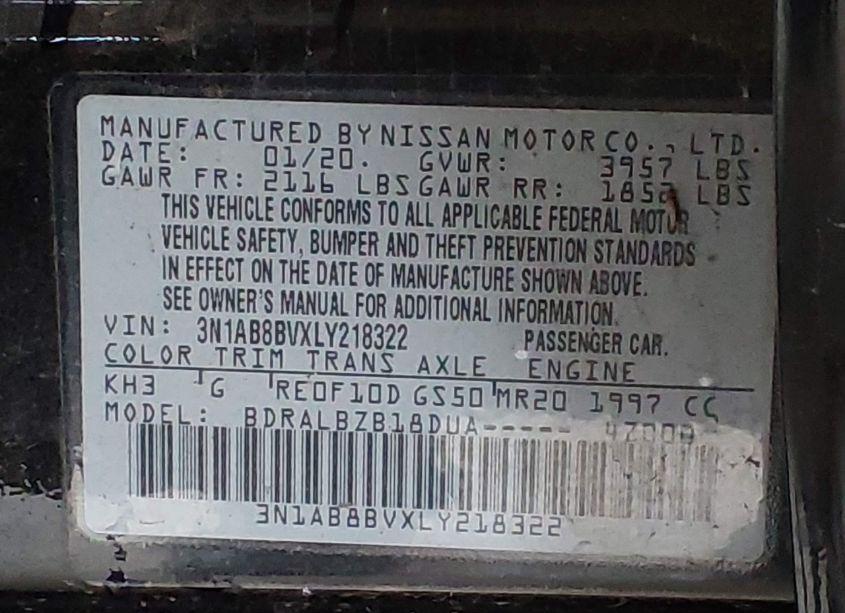 MANUFACTURED BY NISSAN MOTOR CO., LTD.
DATE: 01/20. GVWR: 3957 LBS
GAWR FR: 2116 LBS GAWR RR: 1852 LBS
THIS VEHICLE CONFORMS TO ALL APPLICABLE FEDERAL MOTOR
VEHICLE SAFETY, BUMPER AND THEFT PREVENTION STANDARDS
IN EFFECT ON THE DATE OF MANUFACTURE SHOWN ABOVE.
SEE OWNER'S MANUAL FOR ADDITIONAL INFORMATION.
VIN: 3N1AB8BVXLY218322 PASSENGER CAR.
COLOR TRIM TRANS AXLE ENGINE
KH3 G RE0F10D GS50 MR20 1997 CC
MODEL: BDRALBZB18DUA-----
3N1AB8BVXLY218322